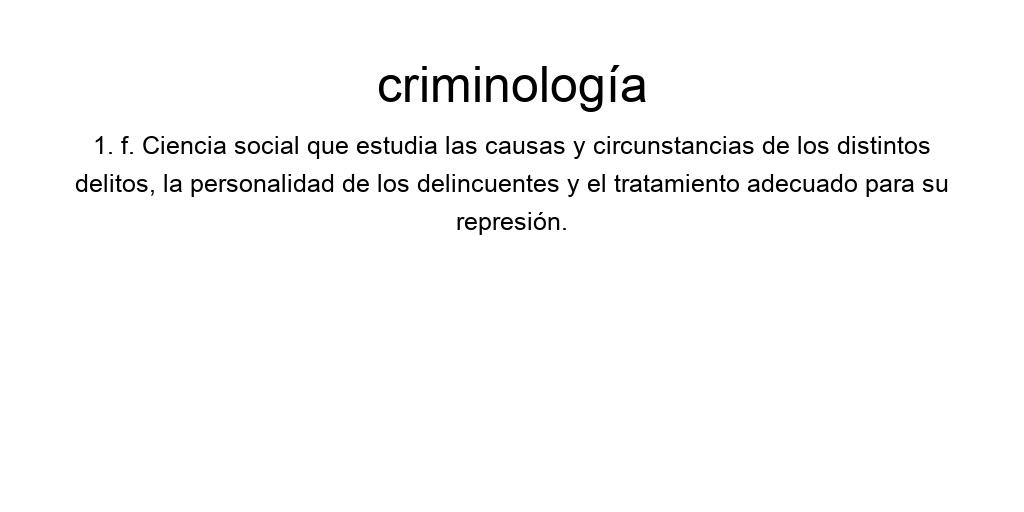 criminología
1. f. Ciencia social que estudia las causas y circunstancias de los distintos
delitos, la personalidad de los delincuentes y el tratamiento adecuado para su
represión.